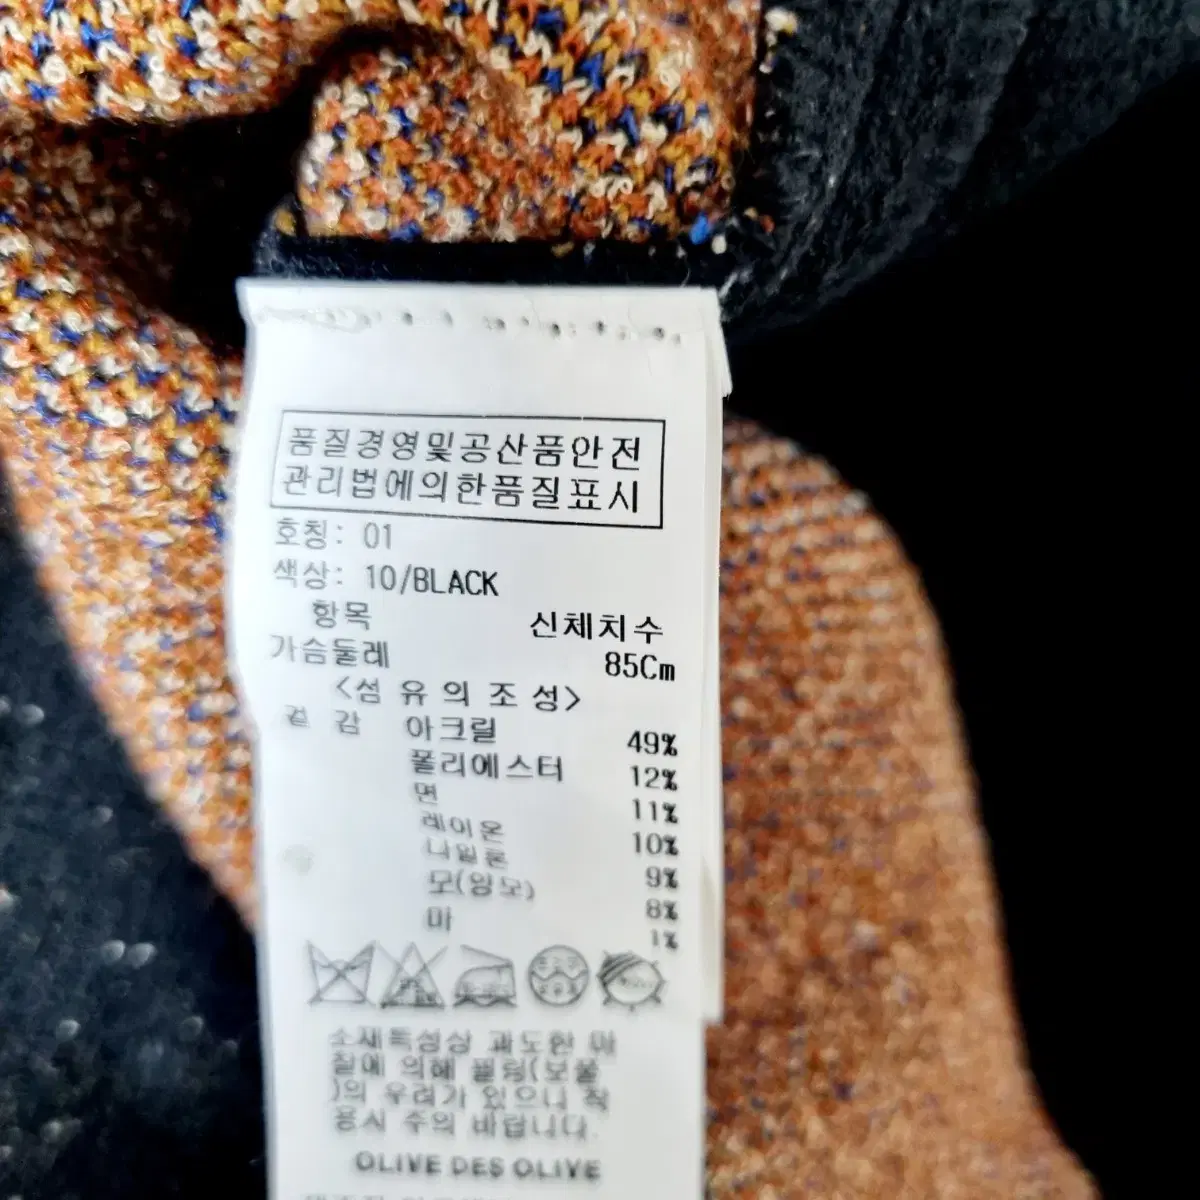 품질경영및공산품안전
관리법에의한품질표시
호칭: 01
색상: 10/BLACK
항목 신체치수
가슴둘레 85Cm
<섬 유 의 조 성>
겉 감 아크릴 49%
폴리에스터 12%
면 11%
레이온 10%
나일론 9%
모(양모) 8%
마 1%
소재특성상 과도한 마
찰에 의해 필링(보풀
)의 우려가 있으니 착
용시 주의 바랍니다.
OLIVE DES OLIVE